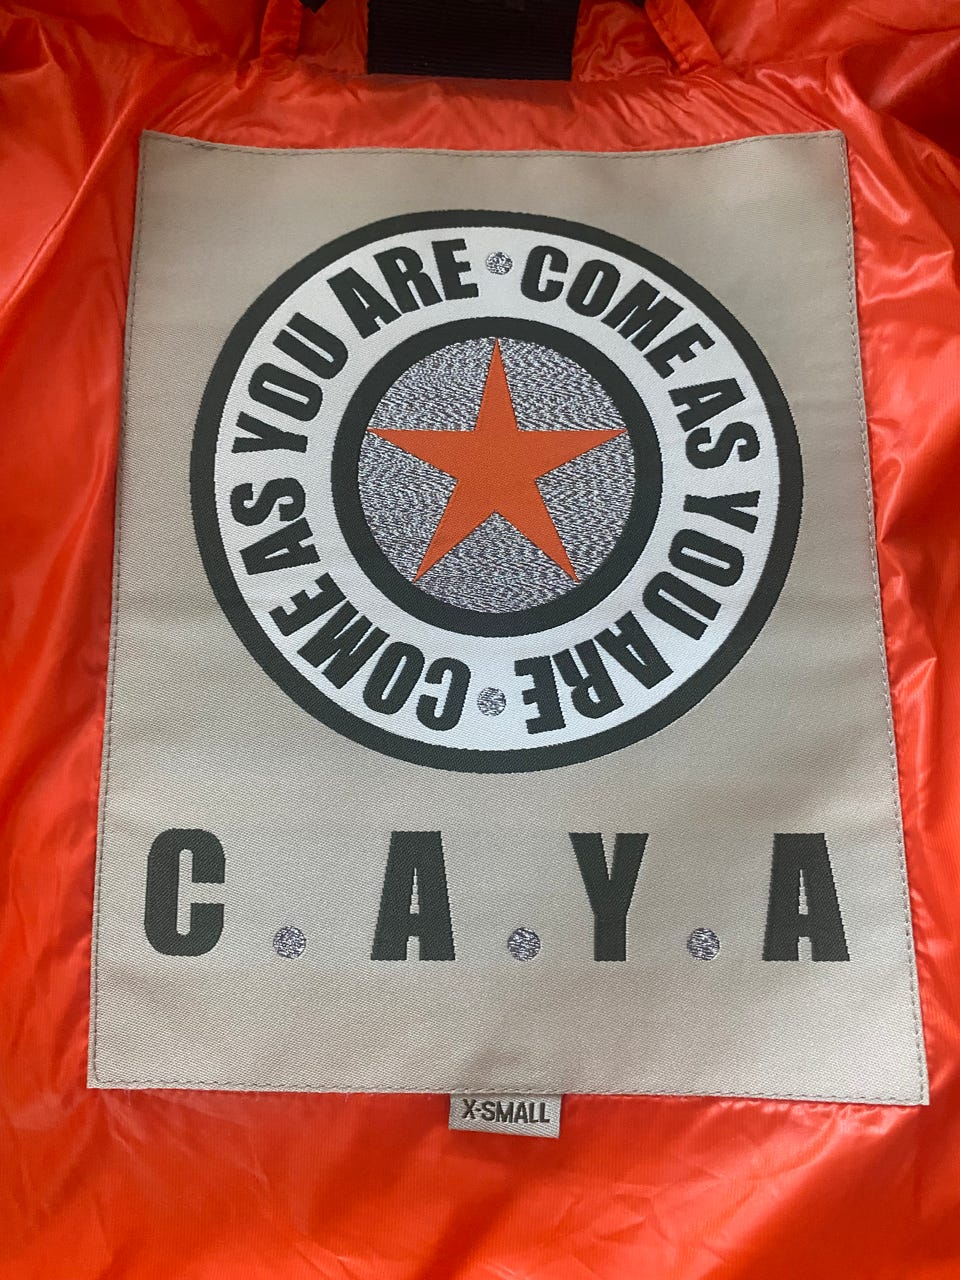 COME AS YOU ARE • COME AS YOU ARE •
C.A.Y.A
X-SMALL